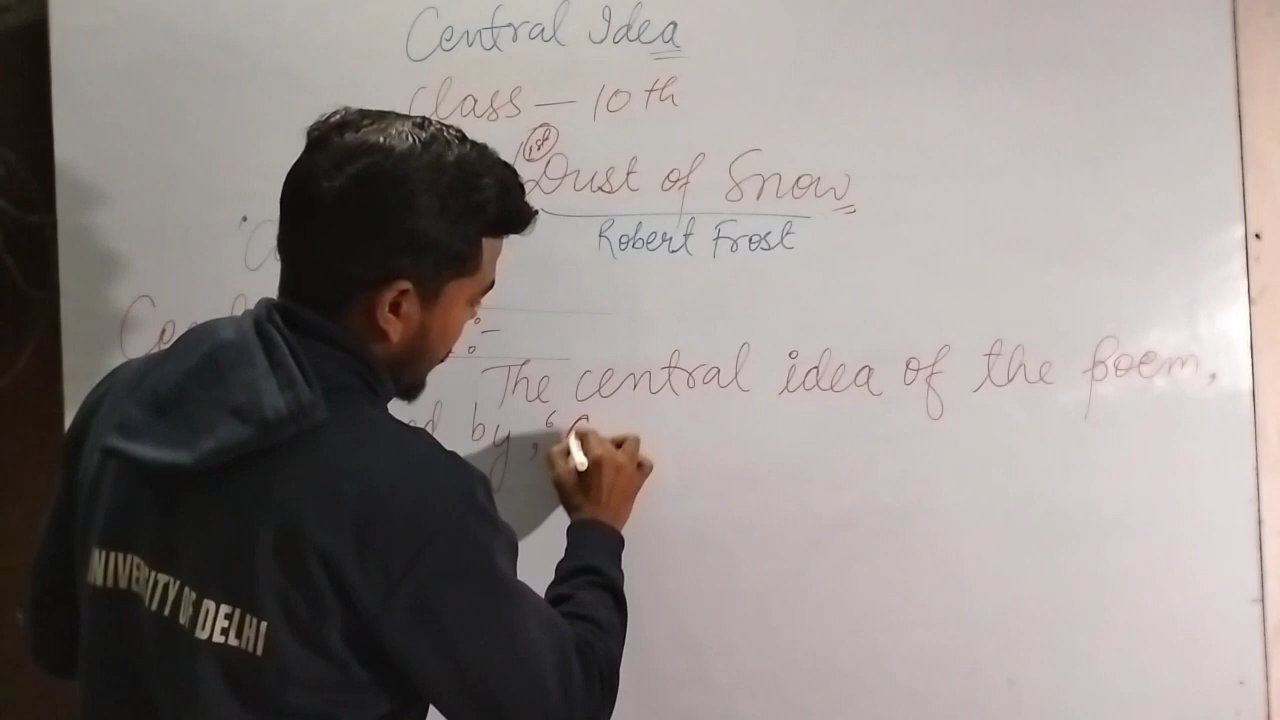 Central Idea
Class – 10th
1st
Dust of Snow
Robert Frost
:-
The central idea of the poem,
by, '
UNIVERSITY OF DELHI